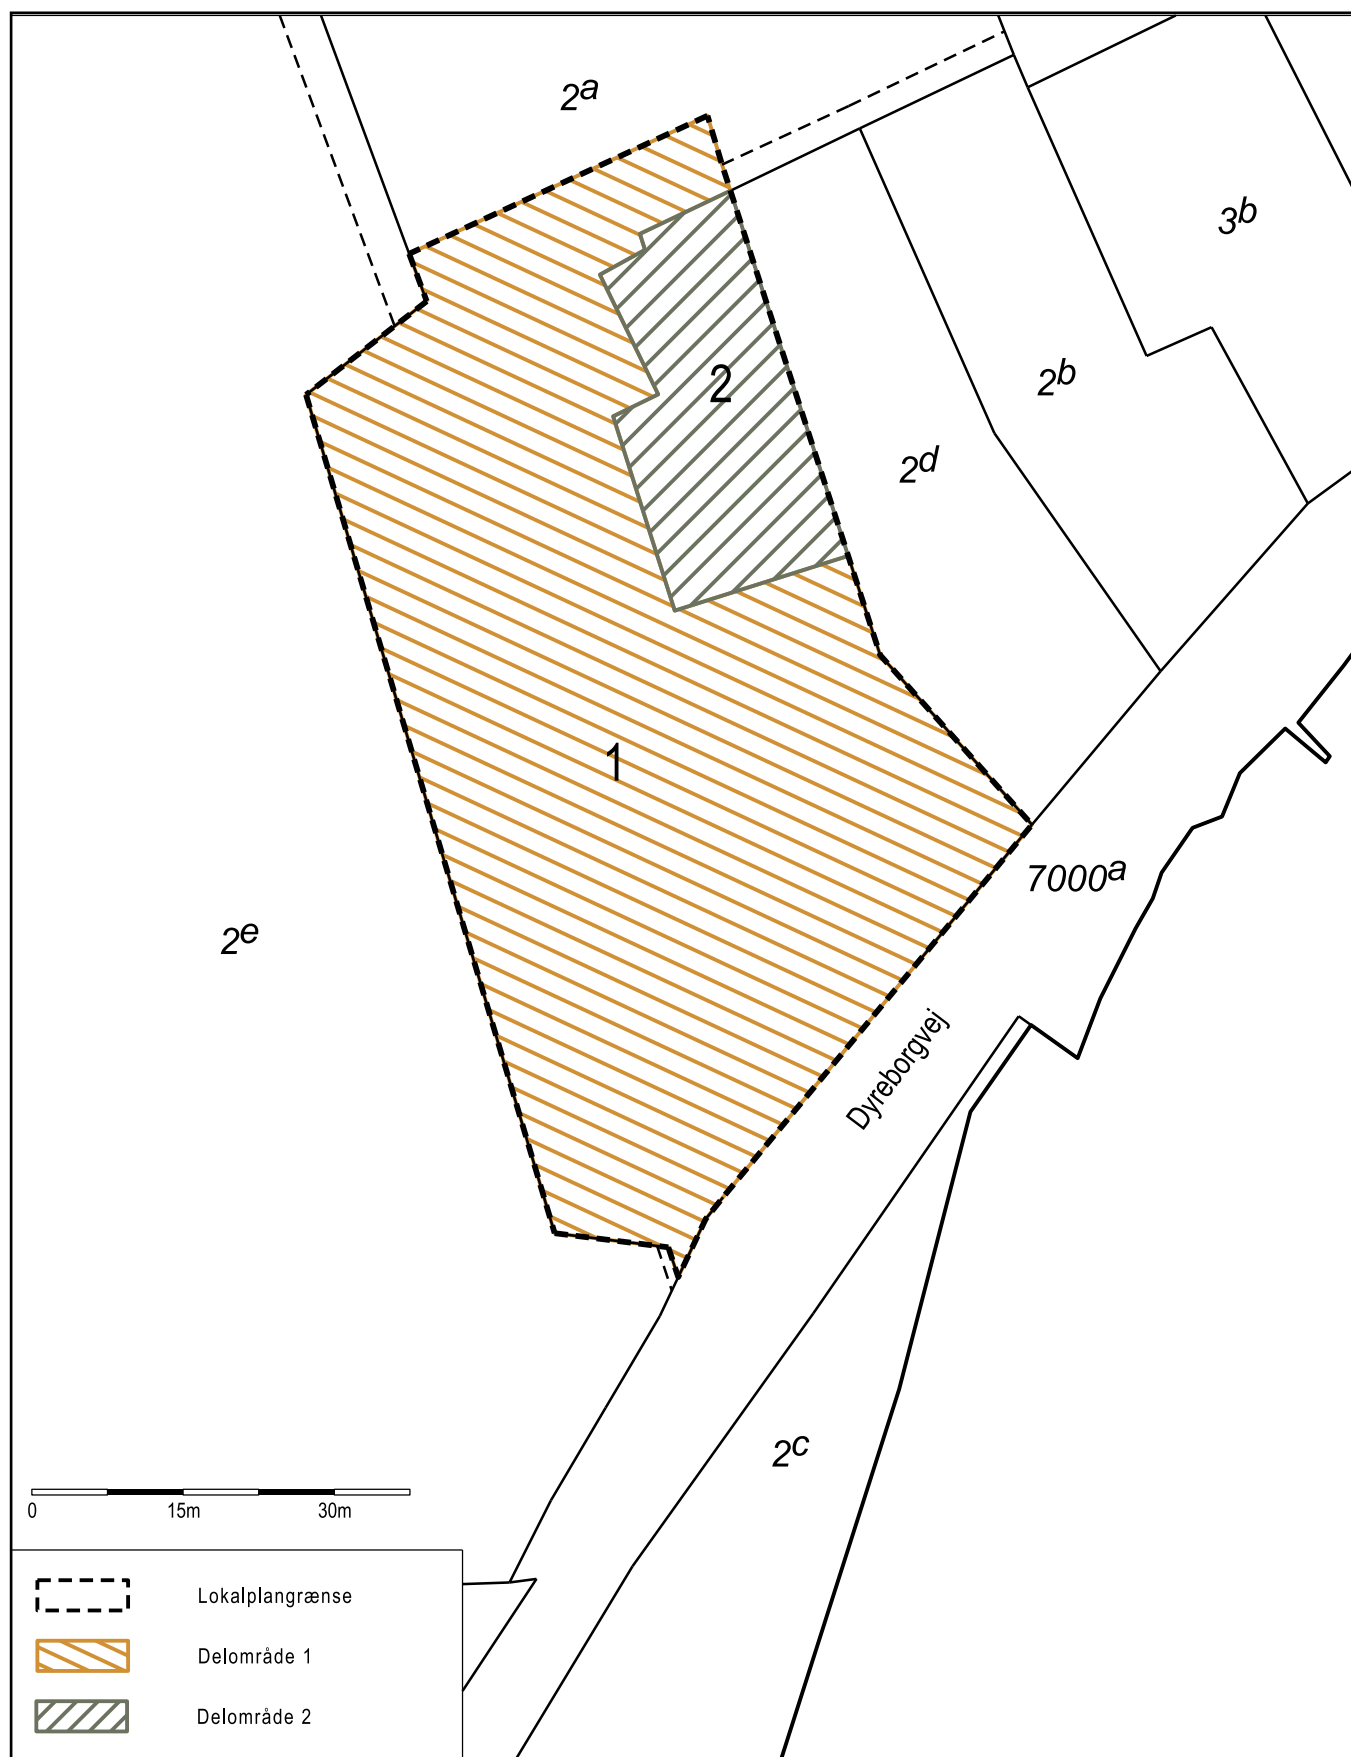 2a
3b
2b
2
2d
1
7000a
2e
Dyreborgvej
2c
0 15m 30m
Lokalplangrænse
Delområde 1
Delområde 2